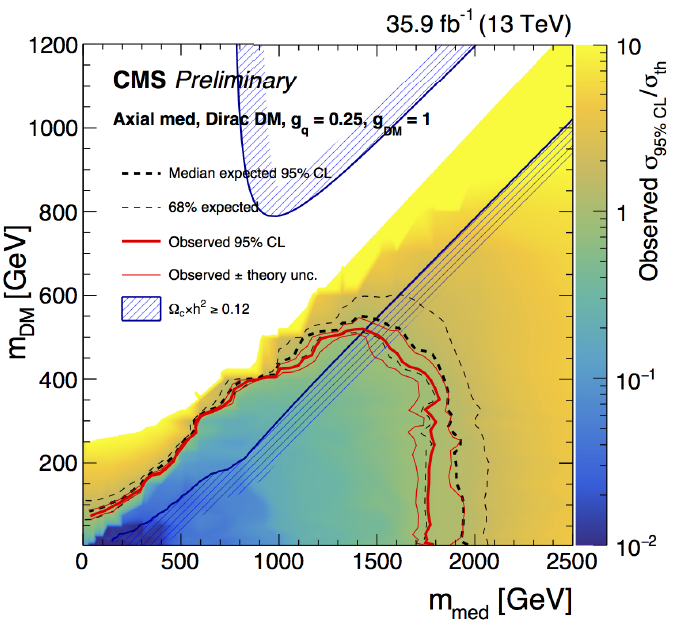 35.9 fb⁻¹ (13 TeV)
CMS Preliminary
Axial med, Dirac DM, g_q = 0.25, g_DM = 1
Median expected 95% CL
68% expected
Observed 95% CL
Observed ± theory unc.
Ω_c×h² ≥ 0.12
m_DM [GeV]
1200
1000
800
600
400
200
0 500 1000 1500 2000 2500
m_med [GeV]
10
1
10⁻¹
10⁻²
Observed σ_95% CL/σ_th